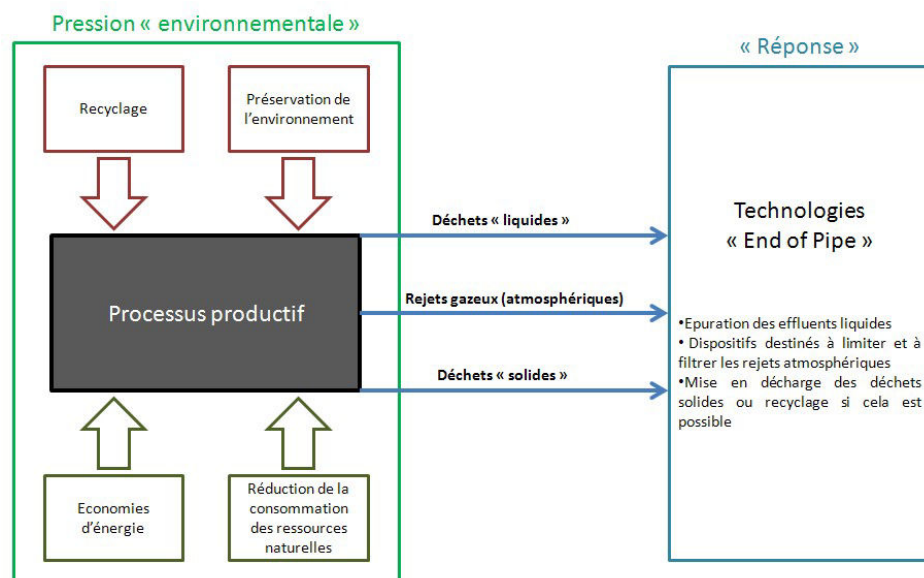 Pression « environnementale »
« Réponse »
Recyclage
Préservation de
l'environnement
Processus productif
Economies
d'énergie
Réduction de la
consommation
des ressources
naturelles
Déchets « liquides »
Rejets gazeux (atmosphériques)
Déchets « solides »
Technologies
« End of Pipe »
•Epuration des effluents liquides
• Dispositifs destinés à limiter et à
filtrer les rejets atmosphériques
•Mise en décharge des déchets
solides ou recyclage si cela est
possible